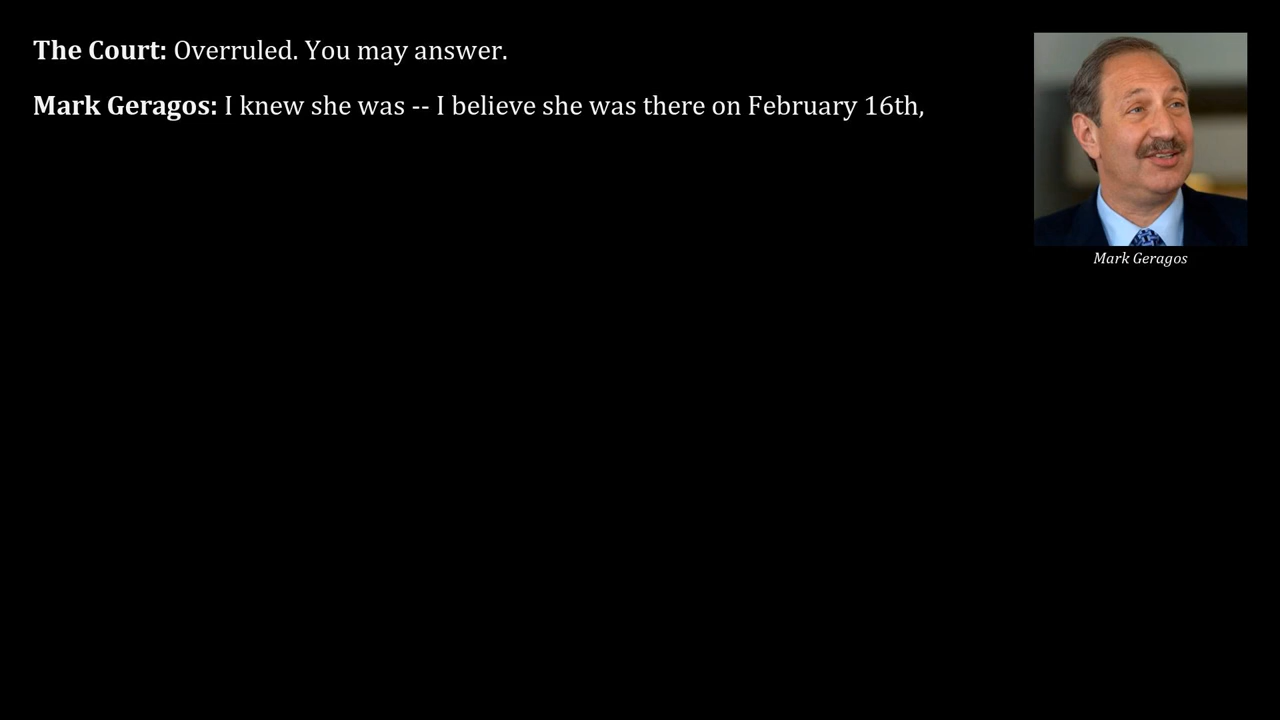 The Court: Overruled. You may answer.
Mark Geragos: I knew she was -- I believe she was there on February 16th,
Mark Geragos